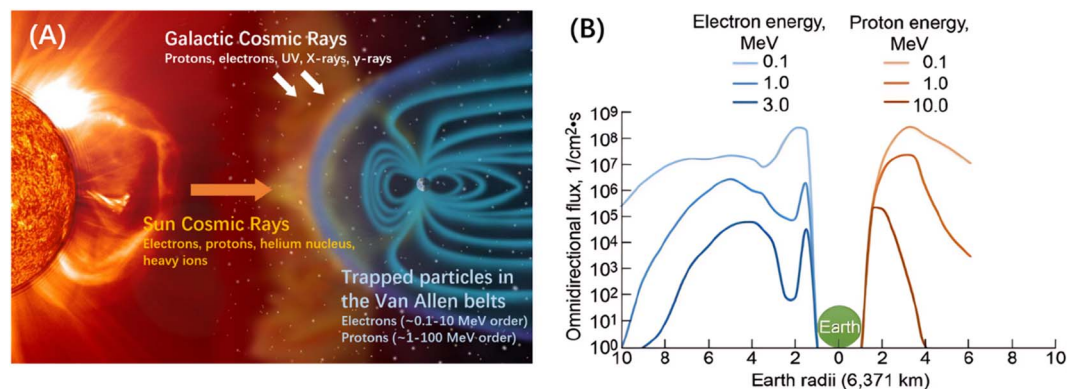 (A)
Galactic Cosmic Rays
Protons, electrons, UV, X-rays, γ-rays
Sun Cosmic Rays
Electrons, protons, helium nucleus,
heavy ions
Trapped particles in
the Van Allen belts
Electrons (~0.1-10 MeV order)
Protons (~1-100 MeV order)
(B)
Electron energy,
MeV
0.1
1.0
3.0
Proton energy,
MeV
0.1
1.0
10.0
Omnidirectional flux, 1/cm²•s
10⁹
10⁸
10⁷
10⁶
10⁵
10⁴
10³
10²
10¹
10⁰
Earth
10 8 6 4 2 0 2 4 6 8 10
Earth radii (6,371 km)